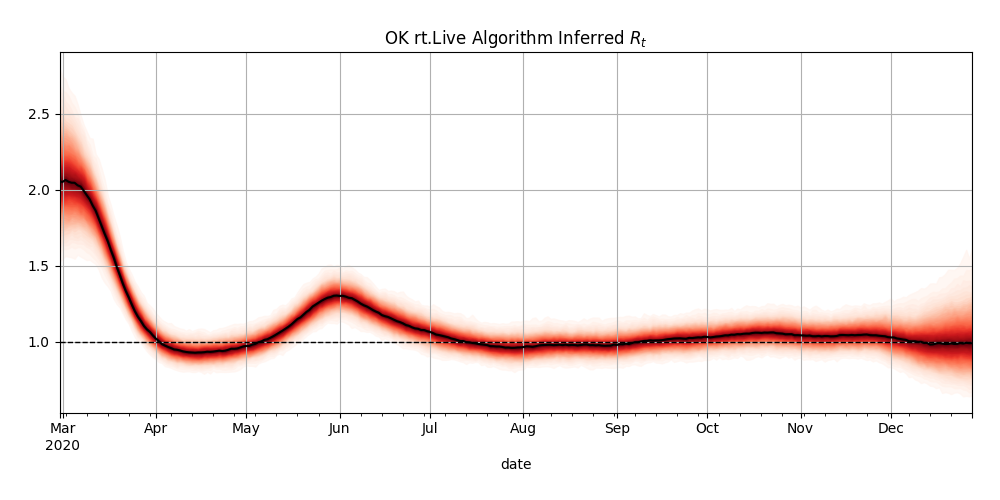 OK rt.Live Algorithm Inferred $R_t$
2.5
2.0
1.5
1.0
Mar Apr May Jun Jul Aug Sep Oct Nov Dec
2020
date